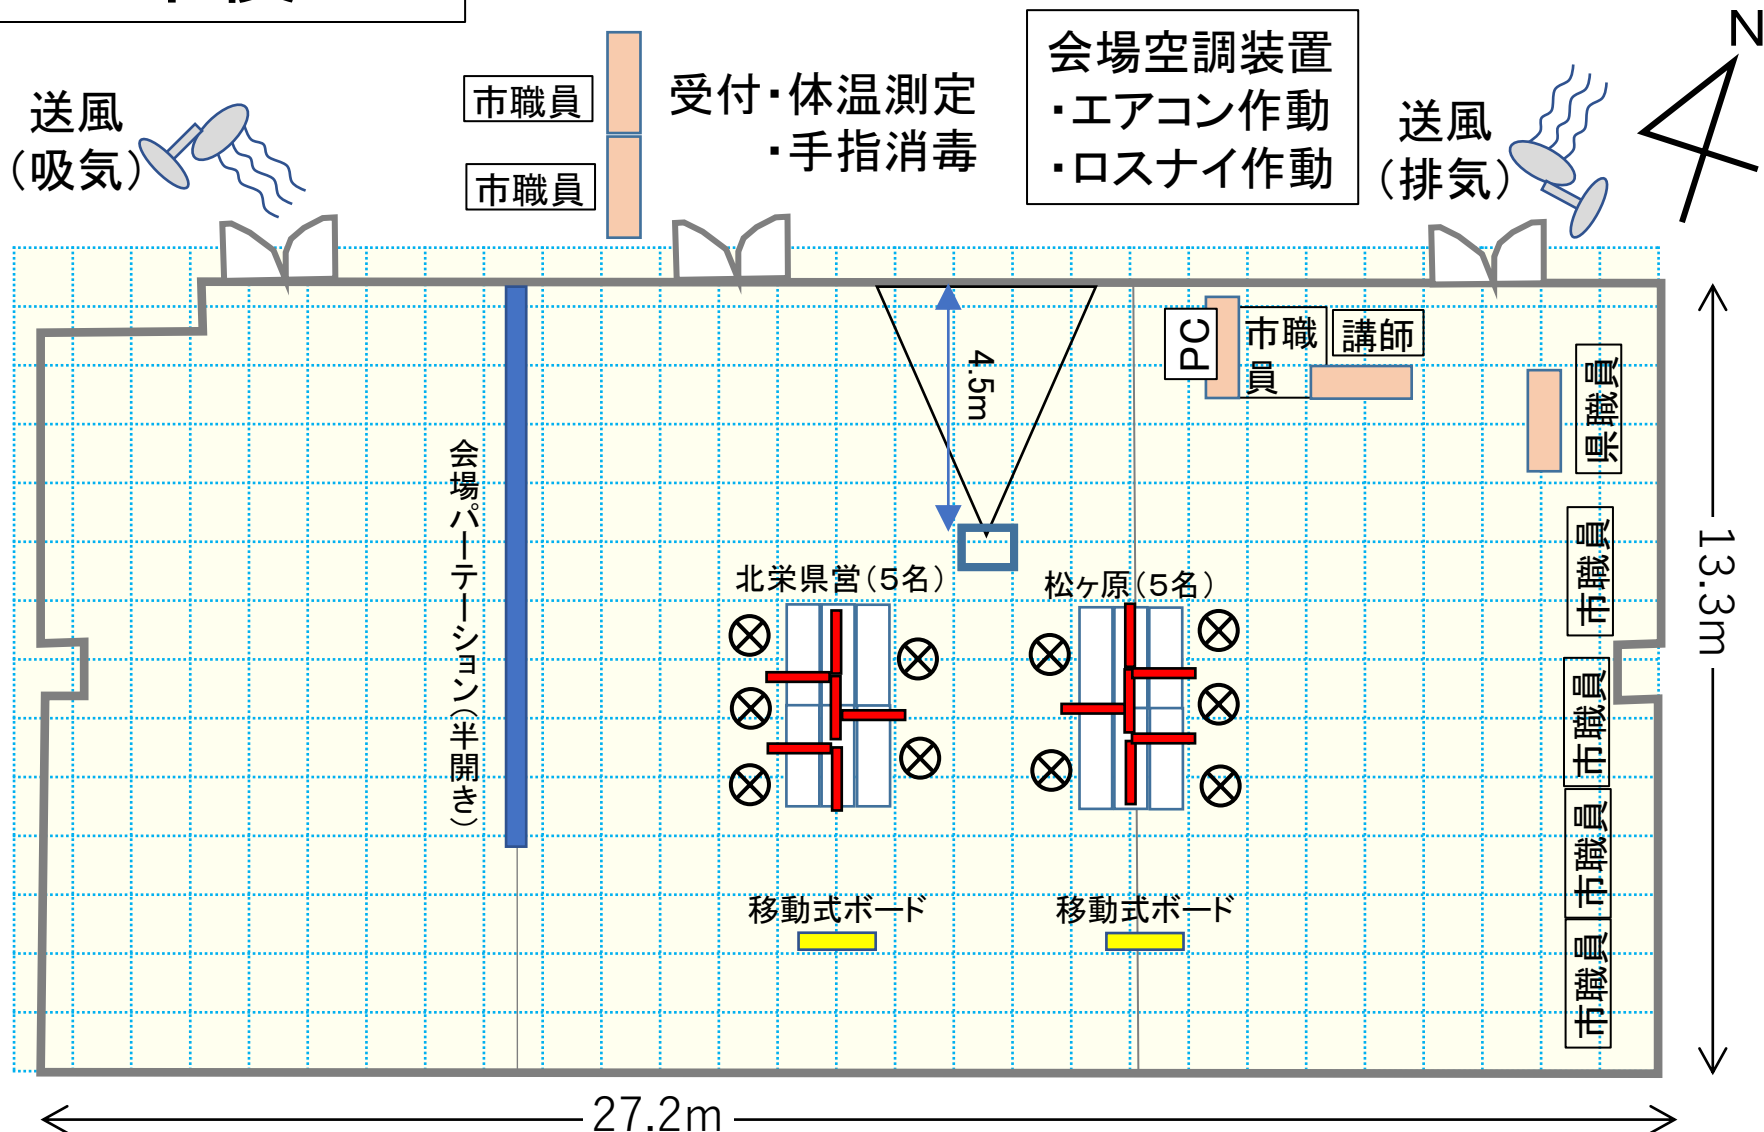 N
会場空調装置
・エアコン作動
・ロスナイ作動
送風
（吸気）
市職員
市職員
受付・体温測定
・手指消毒
送風
（排気）
PC
市職
員
講師
県職員
4.5m
会場パーテーション（半開き）
北栄県営（５名）
松ヶ原（５名）
市職員
市職員
市職員
市職員
13.3m
移動式ボード
移動式ボード
27.2m